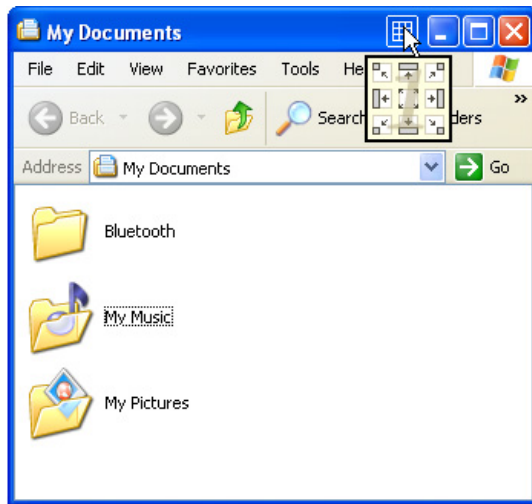 My Documents
File Edit View Favorites Tools He
Back Search ders
»
Address My Documents Go
Bluetooth
My Music
My Pictures